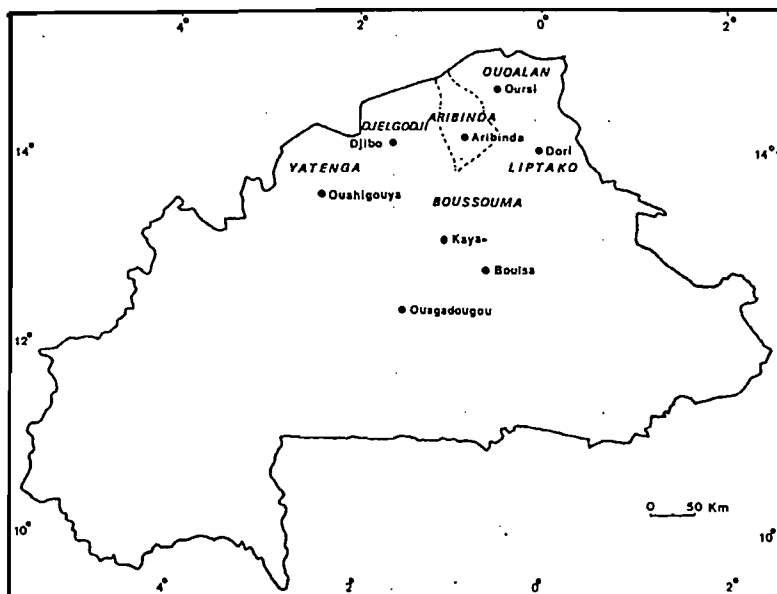 4° 2° 0° 2°
OUDALAN
Oursi
DJELGODJI ARIBINDA
Djibo Aribinda
14° Dori 14°
YATENGA LIPTAKO
Ouahigouya
BOUSSOUMA
Kaya
Boulsa
Ouagadougou
12°
0 50 Km
10° 10°
4° 2° 0° 2°